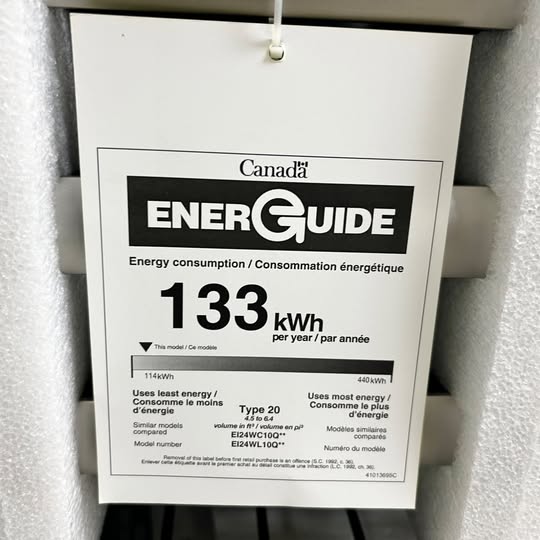 Canada
ENERGUIDE
Energy consumption / Consommation énergétique
133 kWh
per year / par année
This model / Ce modèle
114kWh 440kWh
Uses least energy / Consomme le moins d'énergie
Uses most energy / Consomme le plus d'énergie
Type 20
4.5 to 6.4
volume in ft³ / volume en pi³
Similar models compared
Modèles similaires comparés
EI24WC10Q**
Model number
EI24WL10Q**
Numéro du modèle
Removal of this label before first retail purchase is an offence (S.C. 1992, c. 36).
Enlever cette étiquette avant le premier achat au détail constitue une infraction (L.C. 1992, ch. 36).
41013695C